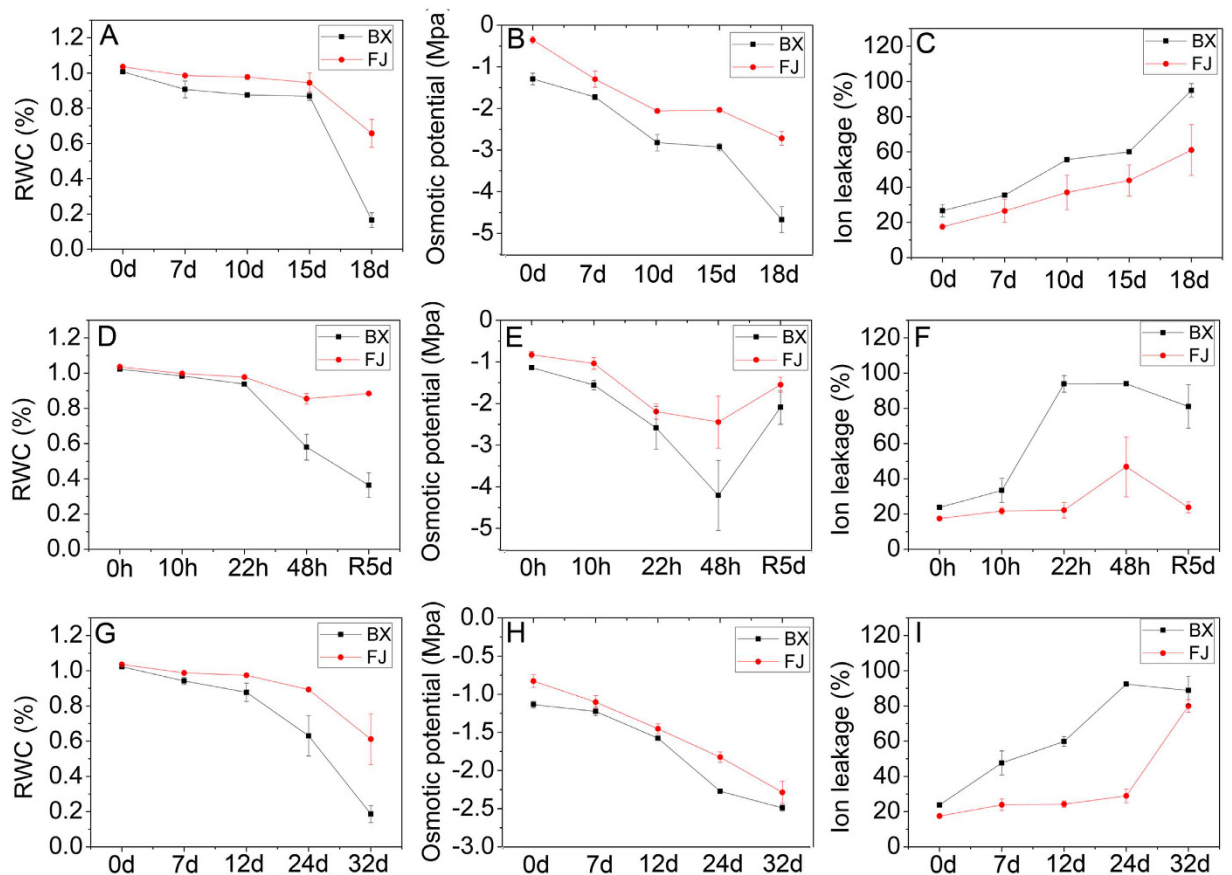 A
BX
FJ
RWC (%)
1.2
1.0
0.8
0.6
0.4
0.2
0.0
0d 7d 10d 15d 18d
B
BX
FJ
Osmotic potential (Mpa)
0
-1
-2
-3
-4
-5
0d 7d 10d 15d 18d
C
BX
FJ
Ion leakage (%)
120
100
80
60
40
20
0
0d 7d 10d 15d 18d
D
BX
FJ
RWC (%)
1.2
1.0
0.8
0.6
0.4
0.2
0.0
0h 10h 22h 48h R5d
E
BX
FJ
Osmotic potential (Mpa)
0
-1
-2
-3
-4
-5
0h 10h 22h 48h R5d
F
BX
FJ
Ion leakage (%)
120
100
80
60
40
20
0
0h 10h 22h 48h R5d
G
BX
FJ
RWC (%)
1.2
1.0
0.8
0.6
0.4
0.2
0.0
0d 7d 12d 24d 32d
H
BX
FJ
Osmotic potential (Mpa)
0.0
-0.5
-1.0
-1.5
-2.0
-2.5
-3.0
0d 7d 12d 24d 32d
I
BX
FJ
Ion leakage (%)
120
100
80
60
40
20
0
0d 7d 12d 24d 32d